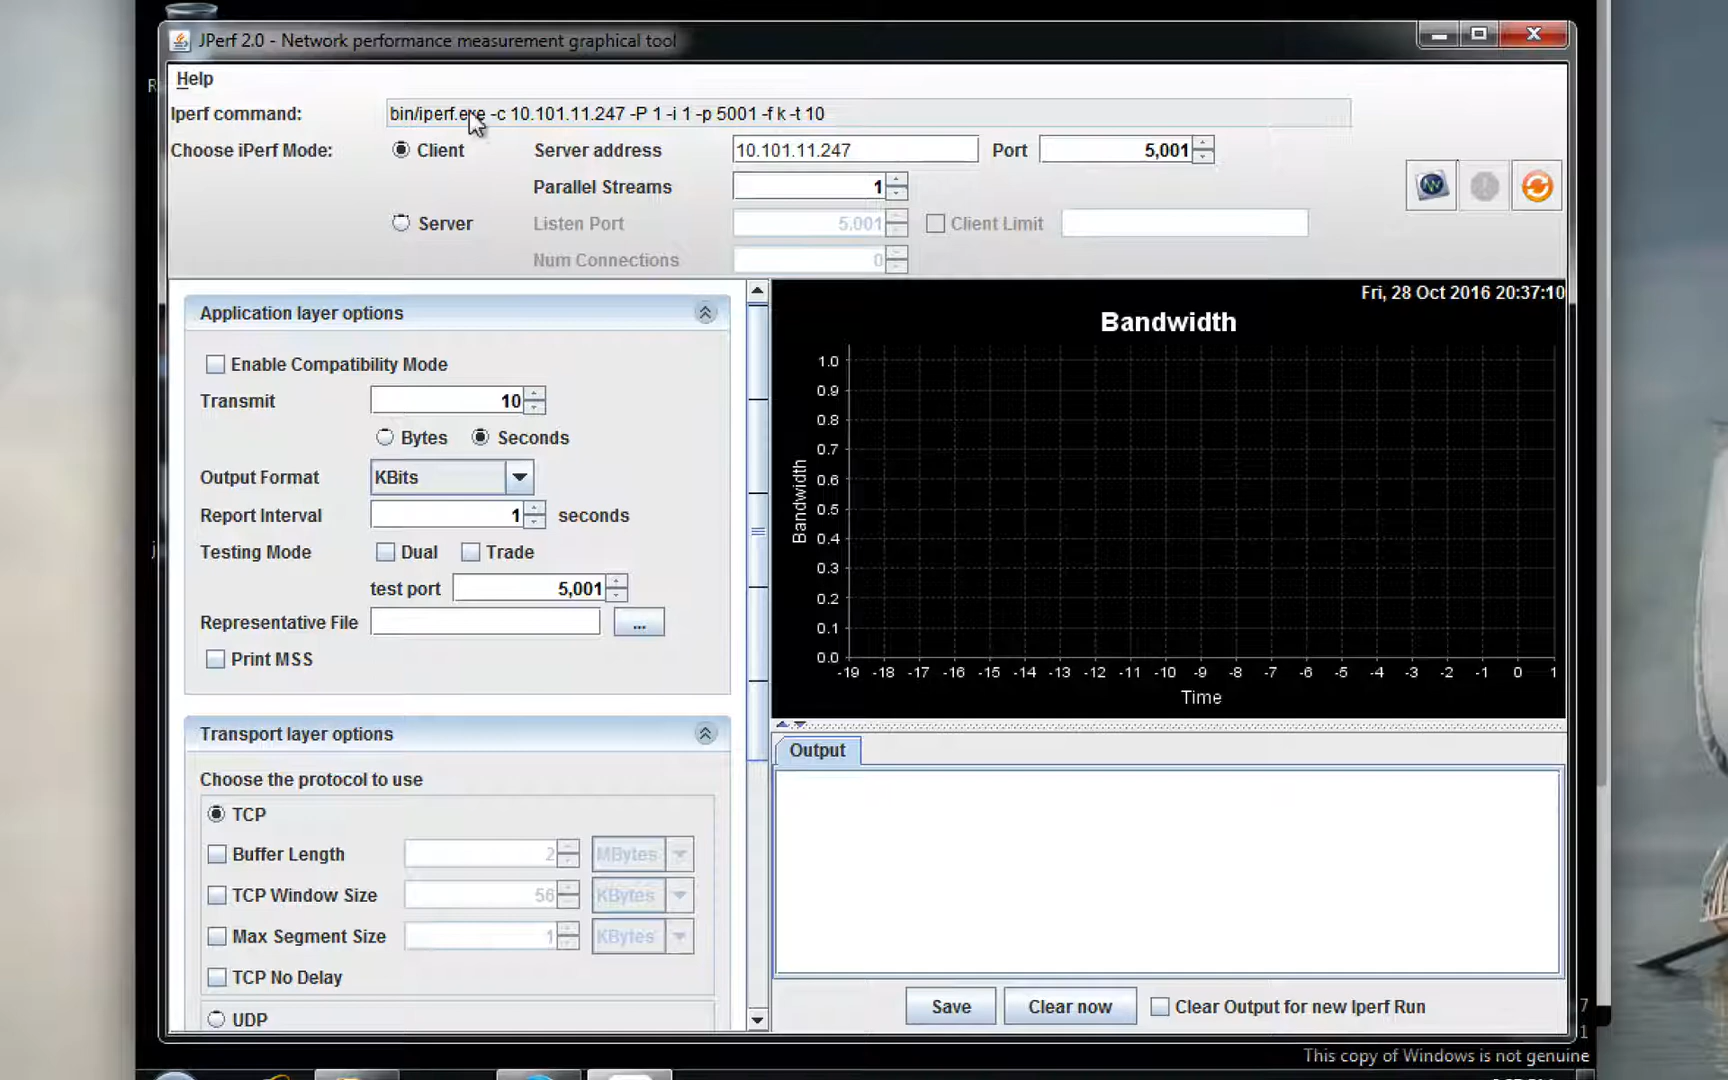 JPerf 2.0 - Network performance measurement graphical tool
Help
Iperf command: bin/iperf.exe -c 10.101.11.247 -P 1 -i 1 -p 5001 -f k -t 10
Choose iPerf Mode: Client Server address 10.101.11.247 Port 5,001
Parallel Streams 1
Server Listen Port 5,001 Client Limit
Num Connections 0
Application layer options
Enable Compatibility Mode
Transmit 10
Bytes Seconds
Output Format KBits
Report Interval 1 seconds
Testing Mode Dual Trade
test port 5,001
Representative File ...
Print MSS
Transport layer options
Choose the protocol to use
TCP
Buffer Length 2 MBytes
TCP Window Size 56 KBytes
Max Segment Size 1 KBytes
TCP No Delay
UDP
Fri, 28 Oct 2016 20:37:10
Bandwidth
1.0
0.9
0.8
0.7
0.6
0.5
0.4
0.3
0.2
0.1
0.0
Bandwidth
-19 -18 -17 -16 -15 -14 -13 -12 -11 -10 -9 -8 -7 -6 -5 -4 -3 -2 -1 0 1
Time
Output
Save Clear now Clear Output for new Iperf Run
R
j
7
1
This copy of Windows is not genuine